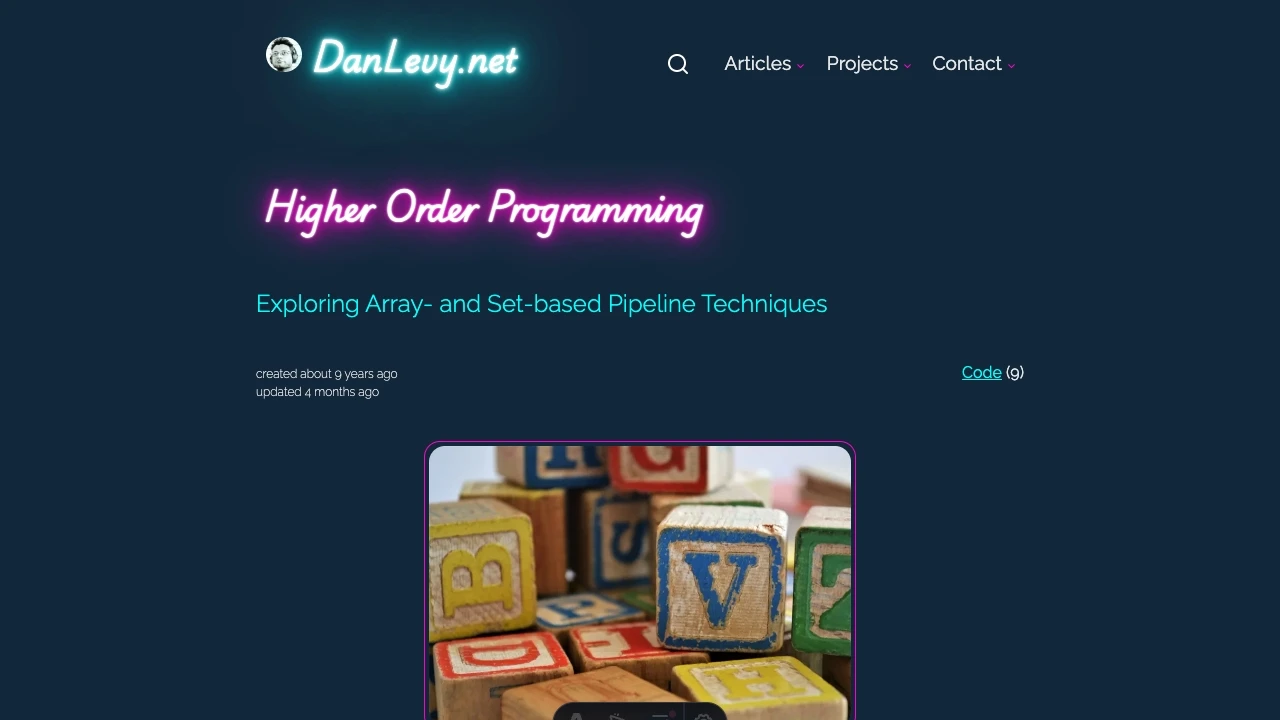 DanLevy.net
Articles
Projects
Contact
Higher Order Programming
Exploring Array- and Set-based Pipeline Techniques
created about 9 years ago
updated 4 months ago
Code (9)
R G
B S V Z
P
D
H